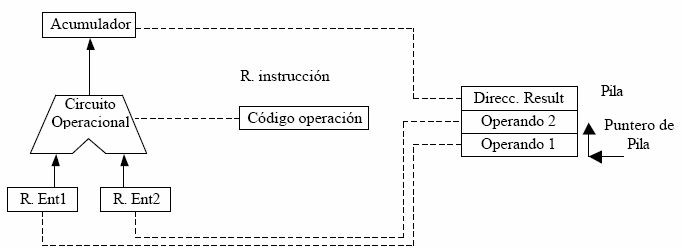 Acumulador
R. instrucción
Circuito
Operacional
Código operación
Direcc. Result
Pila
Operando 2
Puntero de
Pila
Operando 1
R. Ent1
R. Ent2